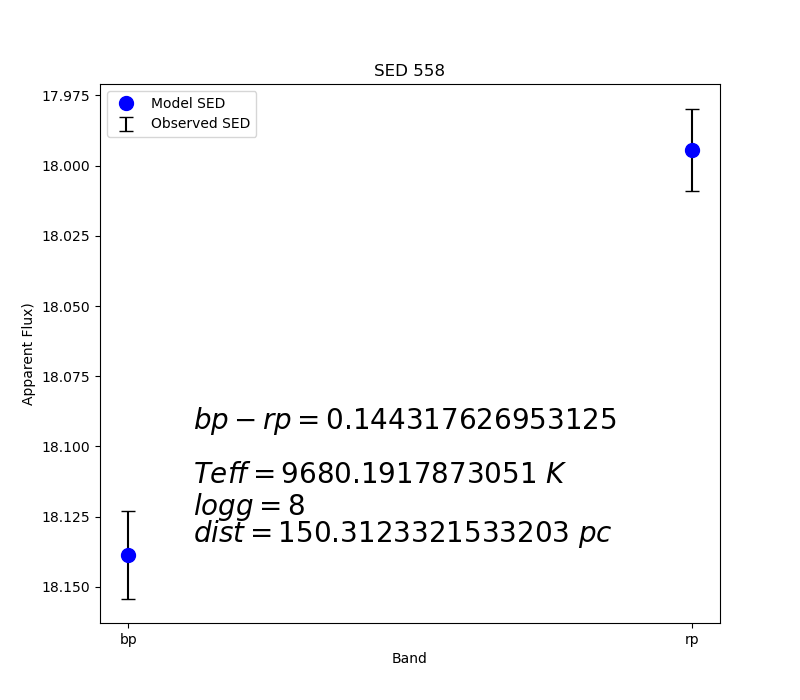 SED 558
Model SED
Observed SED
17.975
18.000
18.025
18.050
18.075
18.100
18.125
18.150
Apparent Flux)
bp − rp = 0.144317626953125
Teff = 9680.1917873051 K
logg = 8
dist = 150.3123321533203 pc
bp
rp
Band